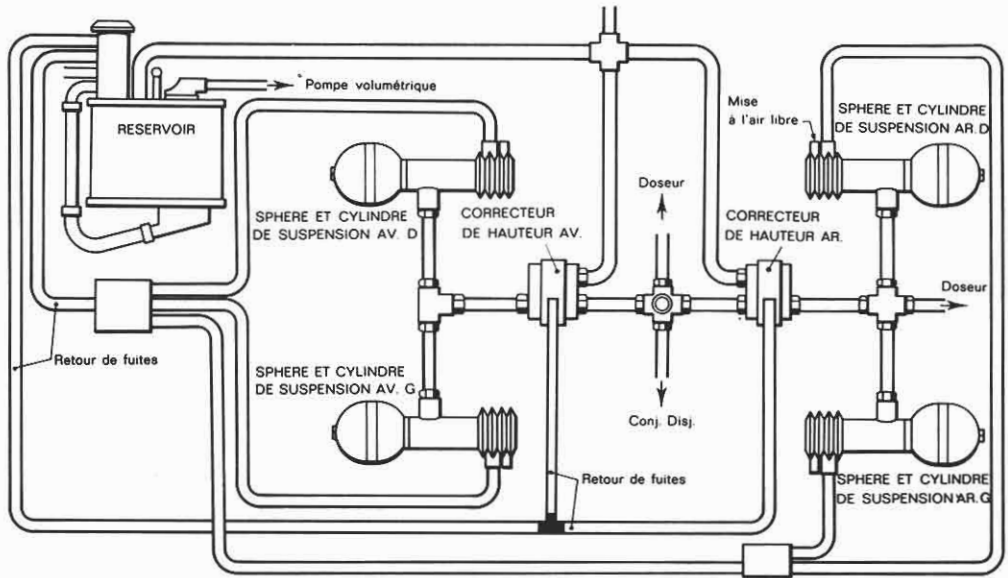 Pompe volumétrique
RESERVOIR
Mise
à l'air libre
SPHERE ET CYLINDRE
DE SUSPENSION AR. D
Doseur
SPHERE ET CYLINDRE
DE SUSPENSION AV. D
CORRECTEUR
DE HAUTEUR AV.
CORRECTEUR
DE HAUTEUR AR.
Doseur
Retour de fuites
SPHERE ET CYLINDRE
DE SUSPENSION AV. G
Conj. Disj.
Retour de fuites
SPHERE ET CYLINDRE
DE SUSPENSION AR. G